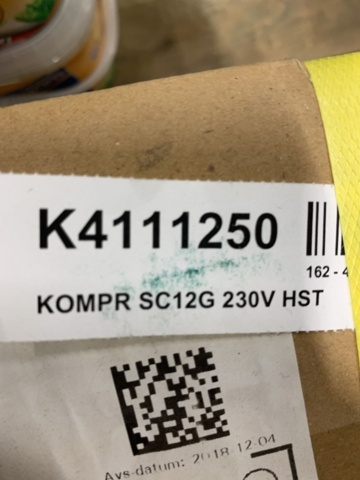 K4111250
162 - 4
KOMPR SC12G 230V HST
Avs-datum: 2018-12-04